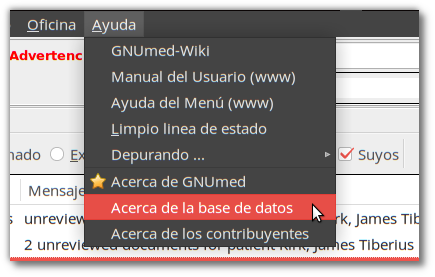 Oficina Ayuda
Advertenc
GNUmed-Wiki
Manual del Usuario (www)
Ayuda del Menú (www)
Limpio linea de estado
nado Ex Depurando ... Suyos
Acerca de GNUmed
Mensaje
Acerca de la base de datos
s unreview rk, James Tib
Acerca de los contribuyentes
2 unreviewed documents for patient Kirk, James Tiberius